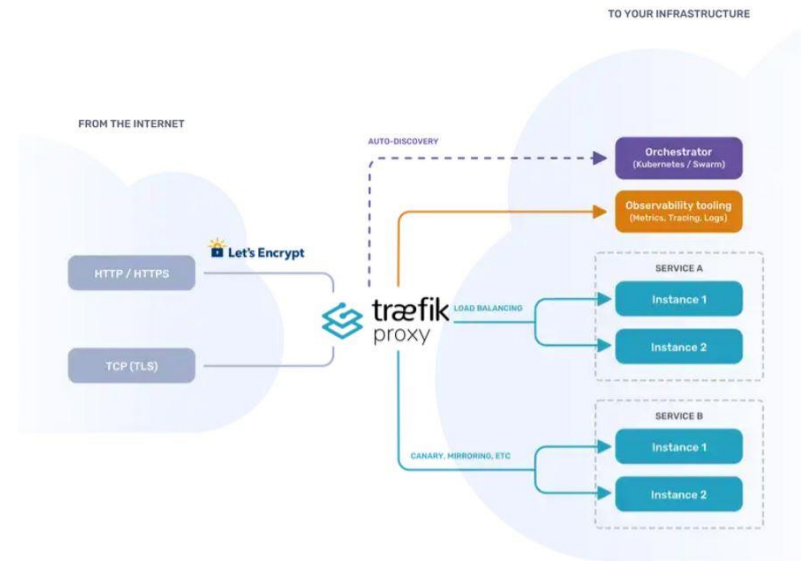 TO YOUR INFRASTRUCTURE
FROM THE INTERNET
AUTO-DISCOVERY
Orchestrator
(Kubernetes / Swarm)
Observability tooling
(Metrics, Tracing, Logs)
Let's Encrypt
HTTP / HTTPS
SERVICE A
Instance 1
træfik
proxy
LOAD BALANCING
Instance 2
TCP (TLS)
SERVICE B
Instance 1
CANARY, MIRRORING, ETC
Instance 2